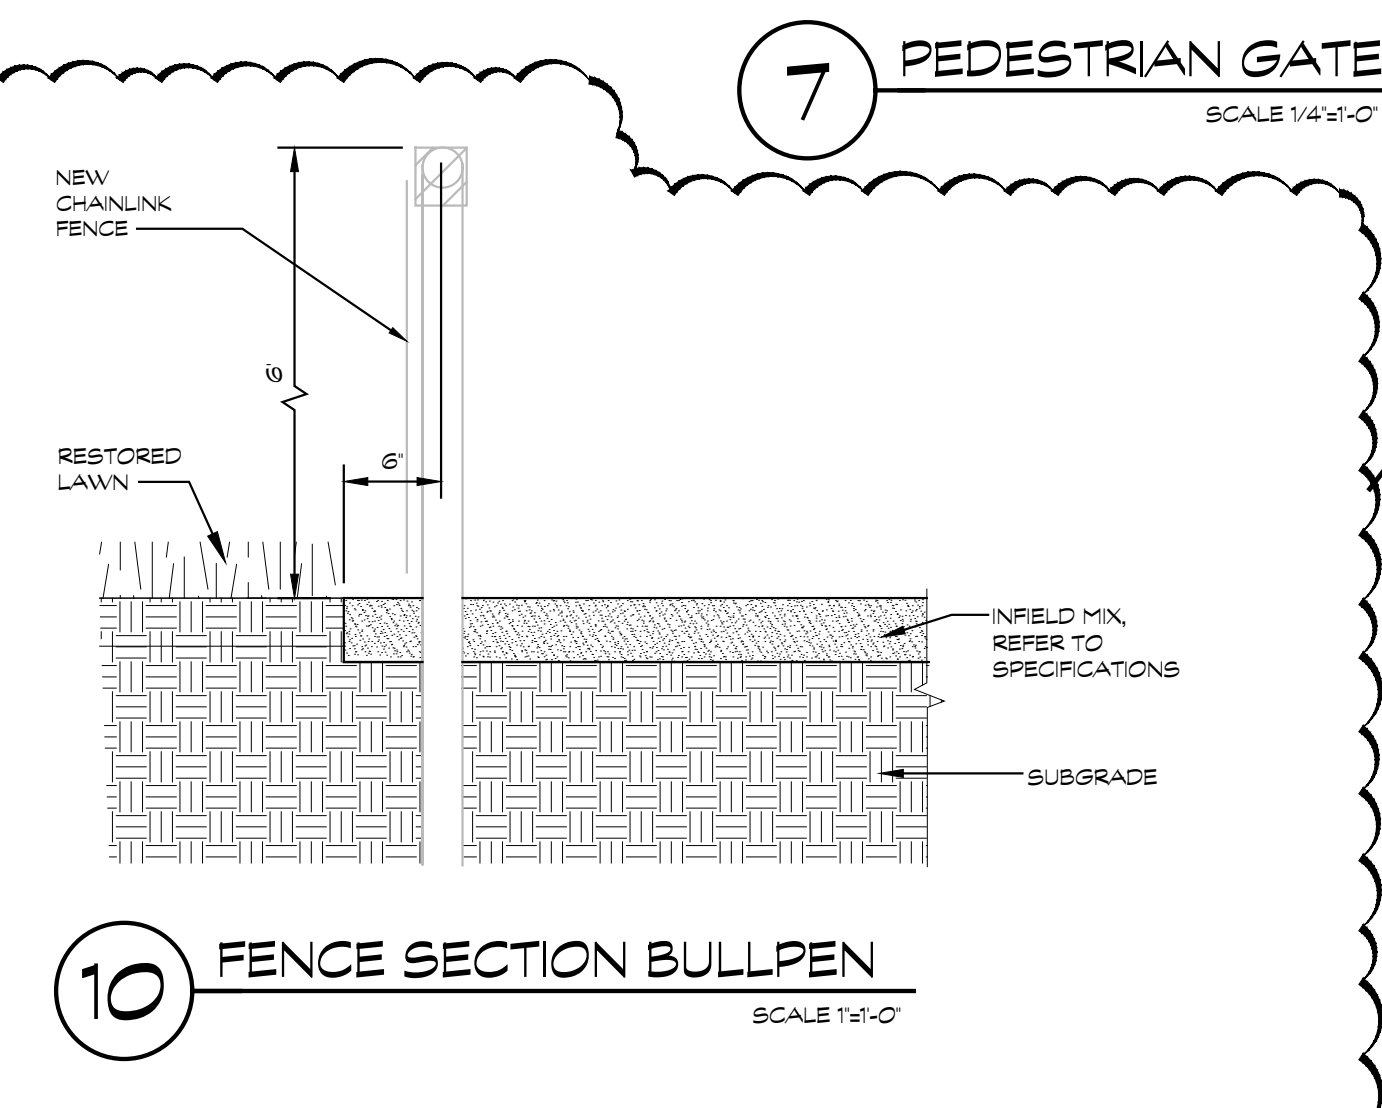 7
PEDESTRIAN GATE
SCALE 1/4"=1'-0"
NEW
CHAINLINK
FENCE
6'
RESTORED
LAWN
6"
INFIELD MIX,
REFER TO
SPECIFICATIONS
SUBGRADE
10
FENCE SECTION BULLPEN
SCALE 1"=1'-0"